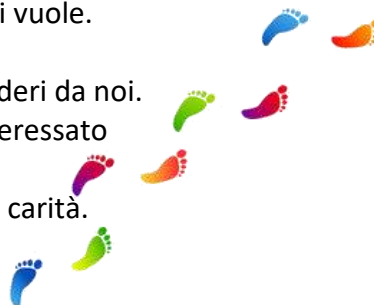 i vuole.
deri da noi.
eressato
carità.